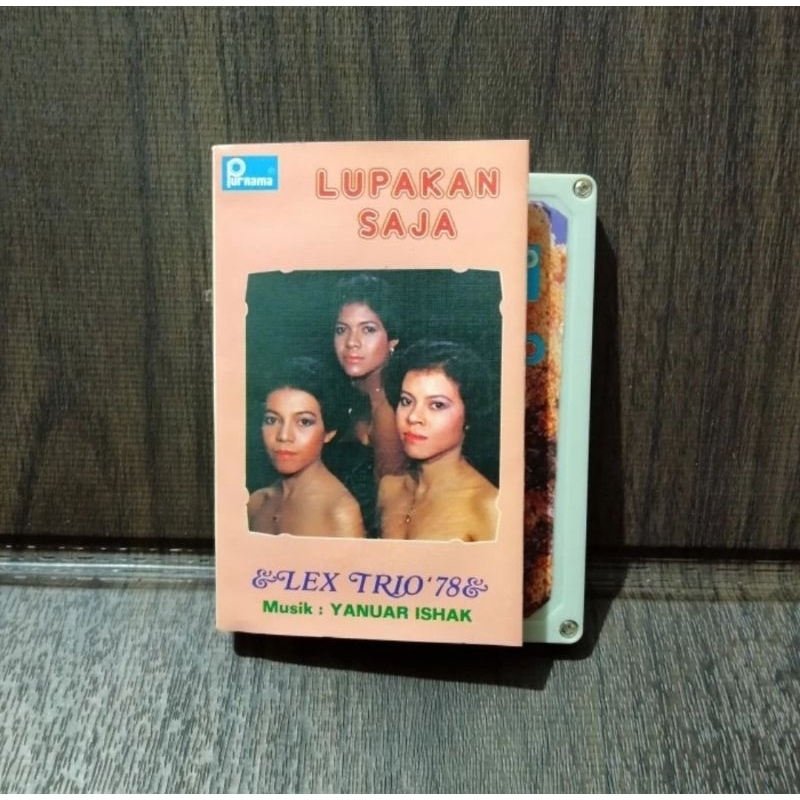 Purnama
LUPAKAN
SAJA
LEX TRIO '78
Musik : YANUAR ISHAK